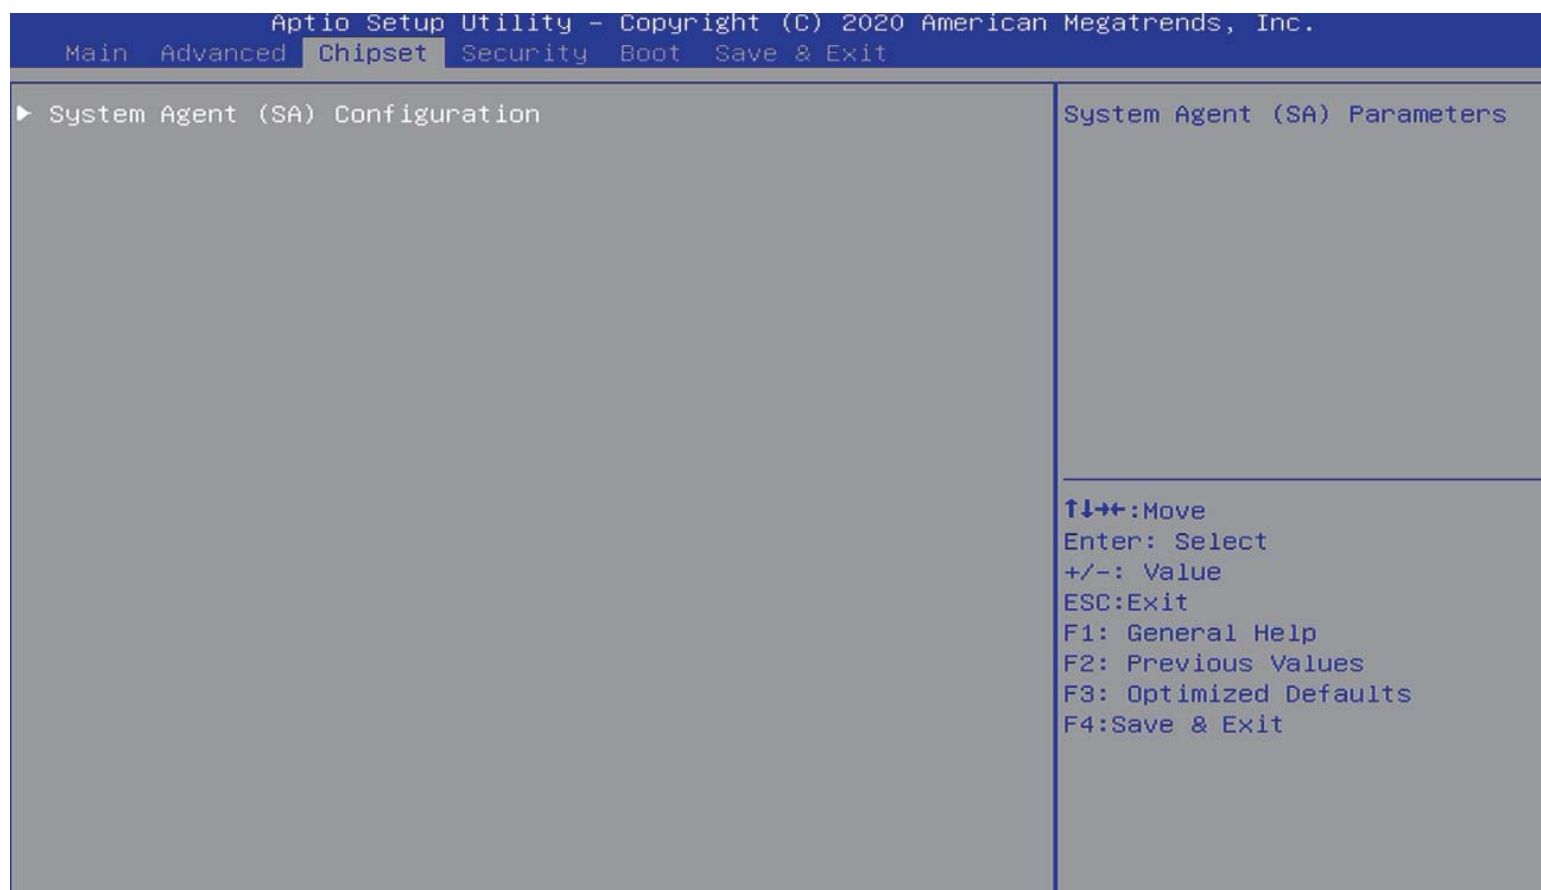 Aptio Setup Utility – Copyright (C) 2020 American Megatrends, Inc.
Main Advanced Chipset Security Boot Save & Exit
► System Agent (SA) Configuration
System Agent (SA) Parameters
↑↓→←:Move
Enter: Select
+/-: Value
ESC:Exit
F1: General Help
F2: Previous Values
F3: Optimized Defaults
F4:Save & Exit